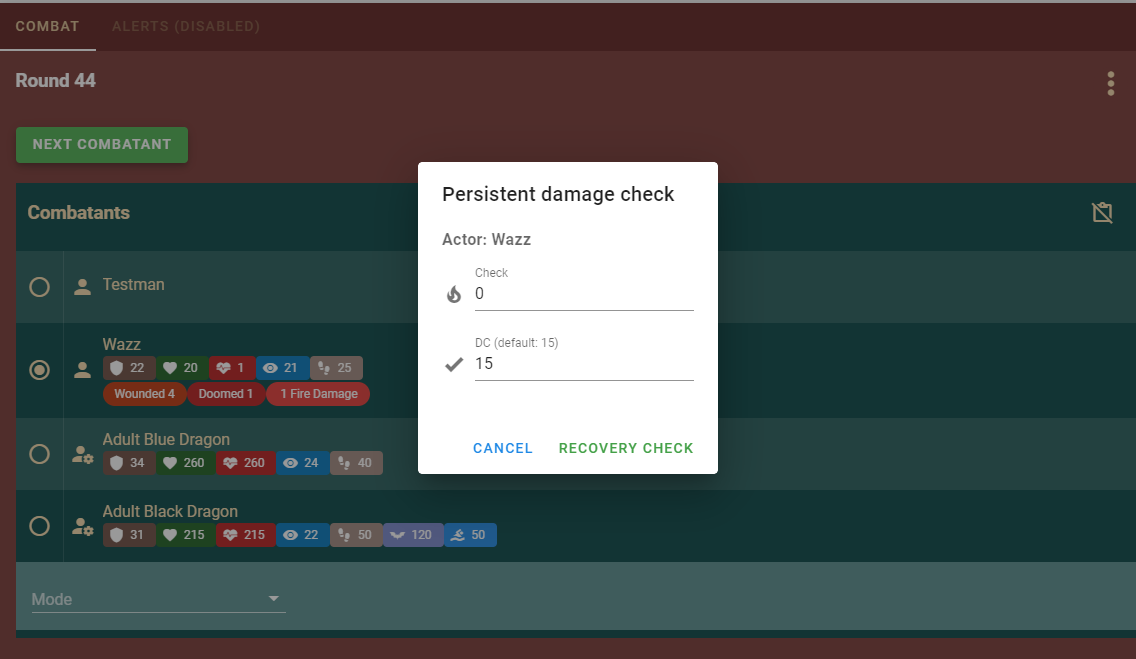 COMBAT ALERTS (DISABLED)
Round 44
NEXT COMBATANT
Combatants
Testman
Wazz
22 20 1 21 25
Wounded 4 Doomed 1 1 Fire Damage
Adult Blue Dragon
34 260 260 24 40
Adult Black Dragon
31 215 215 22 50 120 50
Mode
Persistent damage check
Actor: Wazz
Check
0
DC (default: 15)
15
CANCEL RECOVERY CHECK